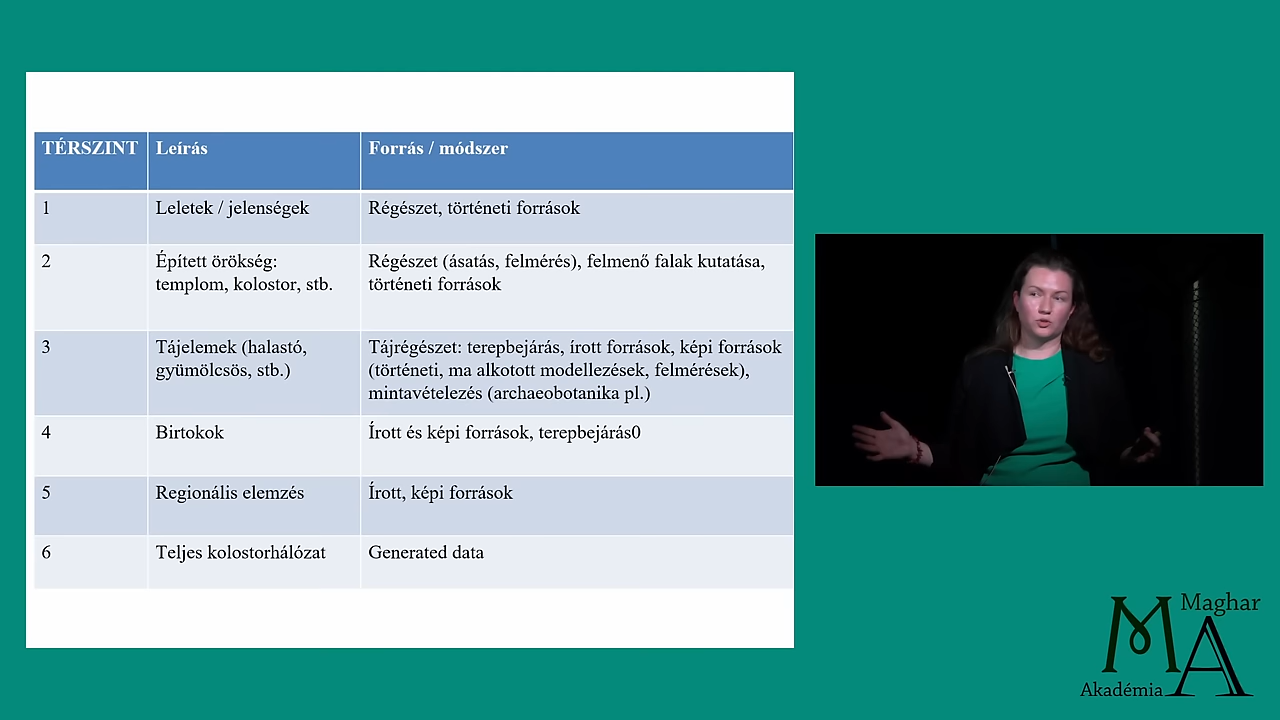 TÉRSZINT Leírás Forrás / módszer
1 Leletek / jelenségek Régészet, történeti források
2 Épített örökség: Régészet (ásatás, felmérés), felmenő falak kutatása,
templom, kolostor, stb. történeti források
3 Tájelemek (halastó, Tájrégészet: terepbejárás, írott források, képi források
gyümölcsös, stb.) (történeti, ma alkotott modellezések, felmérések),
mintavételezés (archaeobotanika pl.)
4 Birtokok Írott és képi források, terepbejárás0
5 Regionális elemzés Írott, képi források
6 Teljes kolostorhálózat Generated data
MA Maghar
Akadémia